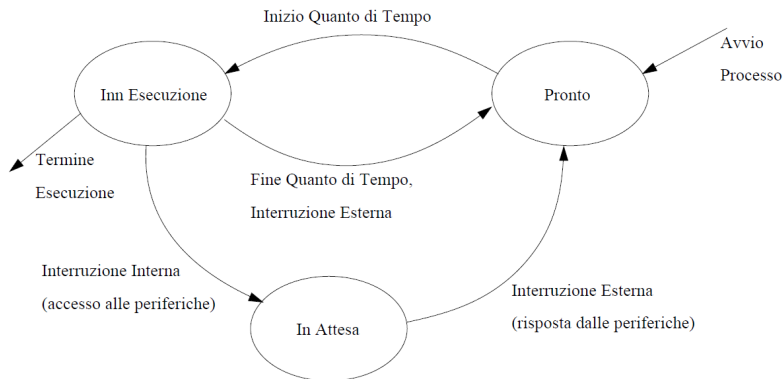 Inizio Quanto di Tempo
Avvio
Processo
Inn Esecuzione
Pronto
Termine
Esecuzione
Fine Quanto di Tempo,
Interruzione Esterna
Interruzione Interna
(accesso alle periferiche)
Interruzione Esterna
(risposta dalle periferiche)
In Attesa